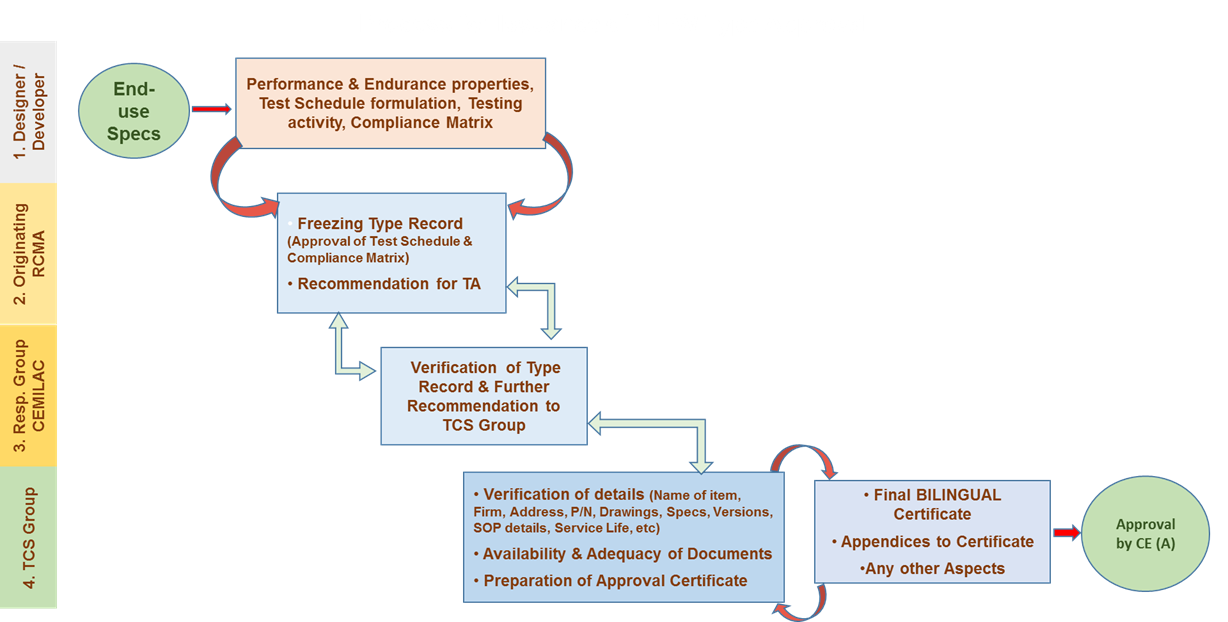 1. Designer /
Developer
End-
use
Specs
Performance & Endurance properties,
Test Schedule formulation, Testing
activity, Compliance Matrix
2. Originating
RCMA
• Freezing Type Record
(Approval of Test Schedule &
Compliance Matrix)
• Recommendation for TA
3. Resp. Group
CEMILAC
Verification of Type
Record & Further
Recommendation to
TCS Group
4. TCS Group
• Verification of details (Name of item,
Firm, Address, P/N, Drawings, Specs, Versions,
SOP details, Service Life, etc)
• Availability & Adequacy of Documents
• Preparation of Approval Certificate
• Final BILINGUAL
Certificate
• Appendices to Certificate
•Any other Aspects
Approval
by CE (A)